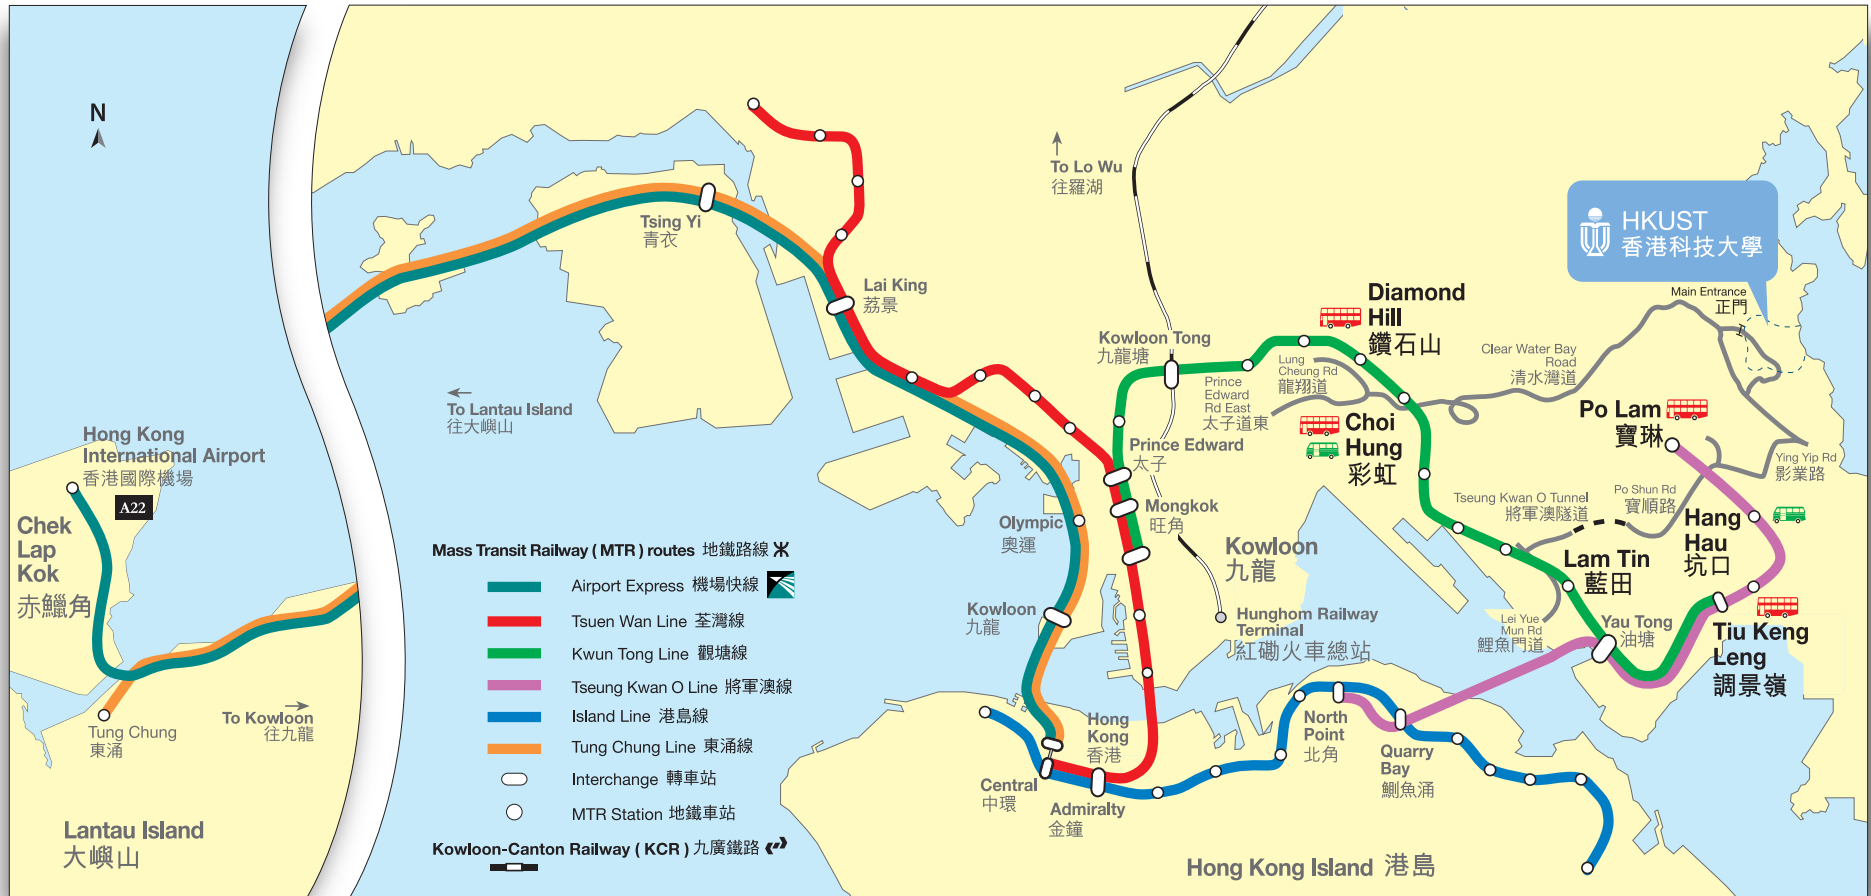 N
Hong Kong
International Airport
香港國際機場
A22
Chek
Lap
Kok
赤鱲角
Tung Chung
東涌
To Kowloon
往九龍
Lantau Island
大嶼山
Tsing Yi
青衣
Lai King
荔景
To Lantau Island
往大嶼山
To Lo Wu
往羅湖
HKUST
香港科技大學
Main Entrance
正門
Diamond
Hill
鑽石山
Kowloon Tong
九龍塘
Lung
Cheung Rd
龍翔道
Prince
Edward
Rd East
太子道東
Clear Water Bay
Road
清水灣道
Choi
Hung
彩虹
Po Lam
寶琳
Prince Edward
太子
Ying Yip Rd
影業路
Mongkok
旺角
Olympic
奧運
Kowloon
九龍
Tseung Kwan O Tunnel
將軍澳隧道
Po Shun Rd
寶順路
Hang
Hau
坑口
Lam Tin
藍田
Kowloon
九龍
Hunghom Railway
Terminal
紅磡火車總站
Lei Yue
Mun Rd
鯉魚門道
Yau Tong
油塘
Tiu Keng
Leng
調景嶺
Hong
Kong
香港
North
Point
北角
Quarry
Bay
鰂魚涌
Central
中環
Admiralty
金鐘
Hong Kong Island 港島
Mass Transit Railway ( MTR ) routes 地鐵路線
Airport Express 機場快線
Tsuen Wan Line 荃灣線
Kwun Tong Line 觀塘線
Tseung Kwan O Line 將軍澳線
Island Line 港島線
Tung Chung Line 東涌線
Interchange 轉車站
MTR Station 地鐵車站
Kowloon-Canton Railway ( KCR ) 九廣鐵路